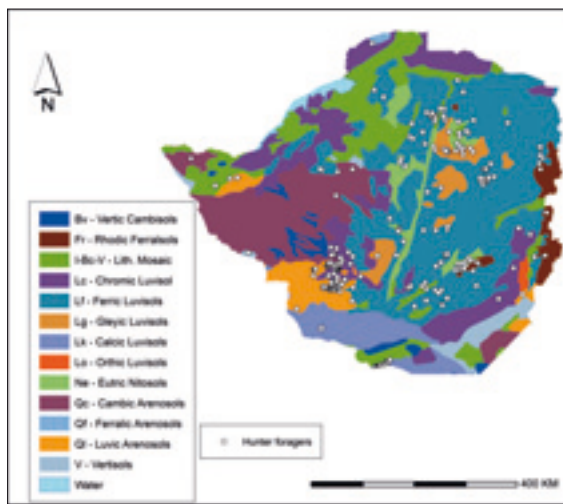 N
Bv - Vertic Cambisols
Fr - Rhodic Ferralsols
I-Bc-V - Lith. Mosaic
Lc - Chromic Luvisol
Lf - Ferric Luvisols
Lg - Gleyic Luvisols
Lk - Calcic Luvisols
Lo - Orthic Luvisols
Ne - Eutric Nitosols
Qc - Cambic Arenosols
Qf - Ferralic Arenosols
Ql - Luvic Arenosols
V - Vertisols
Water
Hunter foragers
400 KM